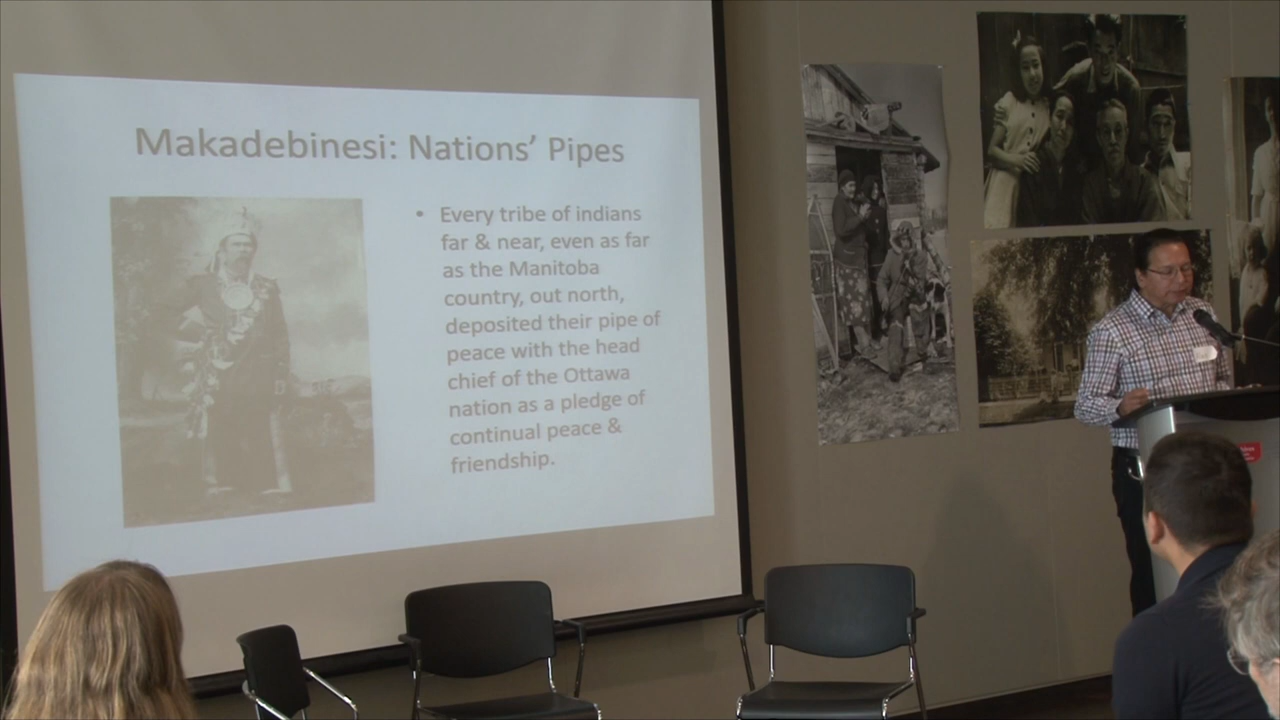 Makadebinesi: Nations' Pipes
• Every tribe of indians
far & near, even as far
as the Manitoba
country, out north,
deposited their pipe of
peace with the head
chief of the Ottawa
nation as a pledge of
continual peace &
friendship.